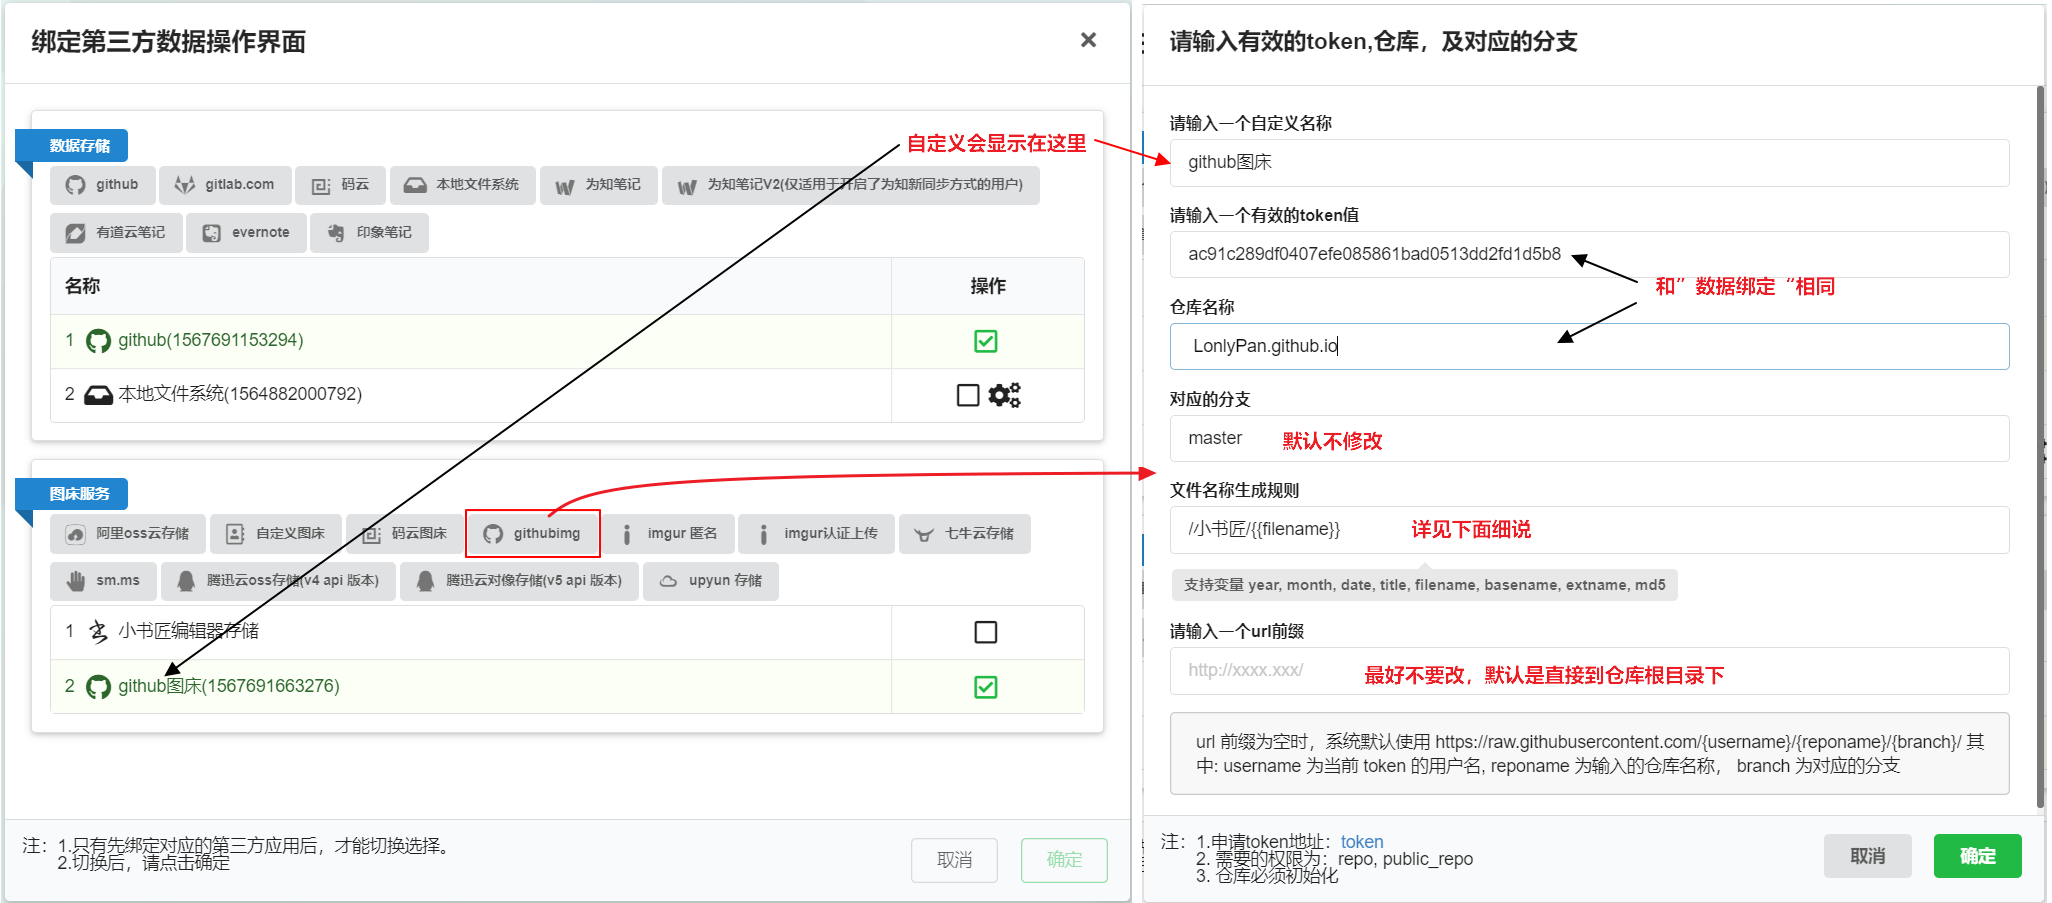 绑定第三方数据操作界面
数据存储
自定义会显示在这里
github
gitlab.com
码云
本地文件系统
为知笔记
为知笔记V2(仅适用于开启了为知新同步方式的用户)
有道云笔记
evernote
印象笔记
名称
操作
1 github(1567691153294)
2 本地文件系统(1564882000792)
图床服务
阿里oss云存储
自定义图床
码云图床
githubimg
imgur 匿名
imgur认证上传
七牛云存储
sm.ms
腾迅云oss存储(v4 api 版本)
腾迅云对像存储(v5 api 版本)
upyun 存储
1 小书匠编辑器存储
2 github图床(1567691663276)
注：1.只有先绑定对应的第三方应用后，才能切换选择。
2.切换后，请点击确定
取消
确定
请输入有效的token,仓库，及对应的分支
请输入一个自定义名称
github图床
请输入一个有效的token值
ac91c289df0407efe085861bad0513dd2fd1d5b8
和”数据绑定“相同
仓库名称
LonlyPan.github.io
对应的分支
master
默认不修改
文件名称生成规则
/小书匠/{{filename}}
详见下面细说
支持变量 year, month, date, title, filename, basename, extname, md5
请输入一个url前缀
http://xxxx.xxx/
最好不要改，默认是直接到仓库根目录下
url 前缀为空时，系统默认使用 https://raw.githubusercontent.com/{username}/{reponame}/{branch}/ 其
中: username 为当前 token 的用户名, reponame 为输入的仓库名称， branch 为对应的分支
注：1.申请token地址：token
2. 需要的权限为：repo, public_repo
3. 仓库必须初始化
取消
确定